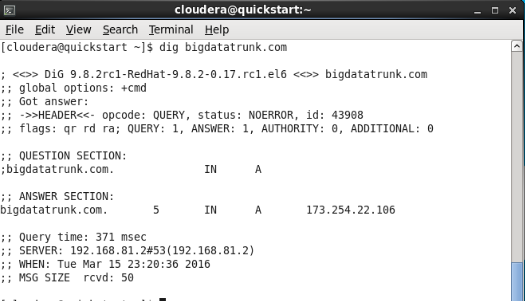 cloudera@quickstart:~
File Edit View Search Terminal Help
[cloudera@quickstart ~]$ dig bigdatatrunk.com
; <<>> DiG 9.8.2rc1-RedHat-9.8.2-0.17.rc1.el6 <<>> bigdatatrunk.com
;; global options: +cmd
;; Got answer:
;; ->>HEADER<<- opcode: QUERY, status: NOERROR, id: 43908
;; flags: qr rd ra; QUERY: 1, ANSWER: 1, AUTHORITY: 0, ADDITIONAL: 0
;; QUESTION SECTION:
;bigdatatrunk.com. IN A
;; ANSWER SECTION:
bigdatatrunk.com. 5 IN A 173.254.22.106
;; Query time: 371 msec
;; SERVER: 192.168.81.2#53(192.168.81.2)
;; WHEN: Tue Mar 15 23:20:36 2016
;; MSG SIZE rcvd: 50